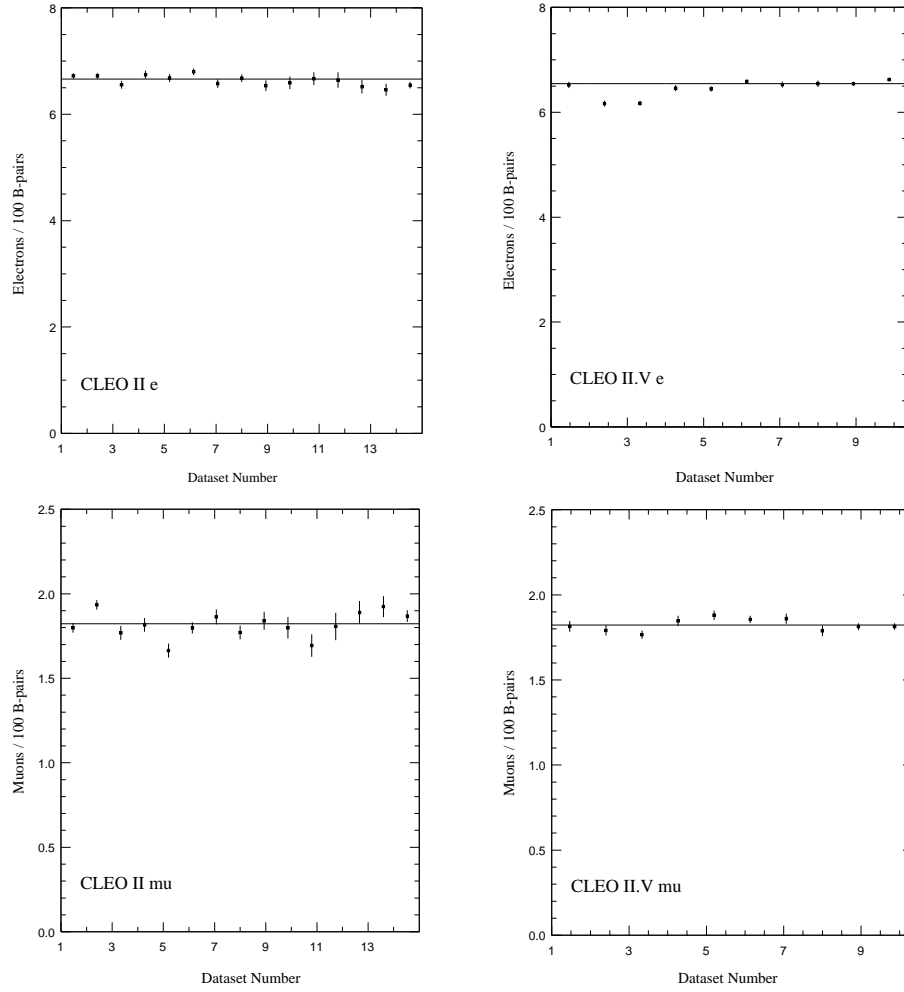 8
6
4
2
0
Electrons / 100 B-pairs
CLEO II e
1 3 5 7 9 11 13
Dataset Number
8
6
4
2
0
Electrons / 100 B-pairs
CLEO II.V e
1 3 5 7 9
Dataset Number
2.5
2.0
1.5
1.0
0.5
0.0
Muons / 100 B-pairs
CLEO II mu
1 3 5 7 9 11 13
Dataset Number
2.5
2.0
1.5
1.0
0.5
0.0
Muons / 100 B-pairs
CLEO II.V mu
1 3 5 7 9
Dataset Number